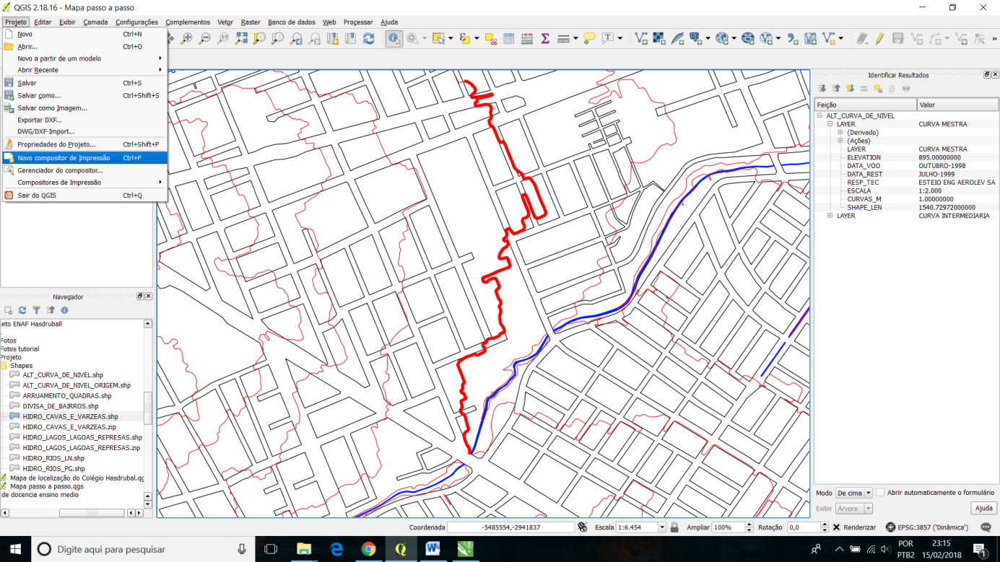 QGIS 2.18.16 - Mapa passo a passo
Projeto Editar Exibir Camada Configurações Complementos Vetor Raster Banco de dados Web Processar Ajuda
Novo Ctrl+N
Abrir... Ctrl+O
Novo a partir de um modelo
Abrir Recente
Salvar Ctrl+S
Salvar como... Ctrl+Shift+S
Salvar como Imagem...
Exportar DXF...
DWG/DXF Import...
Propriedades do Projeto... Ctrl+Shift+P
Novo compositor de Impressão Ctrl+P
Gerenciador do compositor...
Compositores de Impressão
Sair do QGIS Ctrl+Q
Navegador
eto ENAF Hasdruball
Fotos
Fotos tutorial
Projeto
Shapes
ALT_CURVA_DE_NIVEL.shp
ALT_CURVA_DE_NIVEL_ORIGEM.shp
ARRUAMENTO_QUADRAS.shp
DIVISA_DE_BAIRROS.shp
HIDRO_CAVAS_E_VARZEAS.shp
HIDRO_CAVAS_E_VARZEAS.zip
HIDRO_LAGOS_LAGOAS_REPRESAS.shp
HIDRO_LAGOS_LAGOAS_REPRESAS.zip
HIDRO_RIOS_LN.shp
HIDRO_RIOS_PG.shp
Mapa de localização do Colégio Hasdrubal.qg
Mapa passo a passo.qgs
de docencia ensino medio
Identificar Resultados
Feição Valor
ALT_CURVA_DE_NIVEL
LAYER CURVA MESTRA
(Derivado)
(Ações)
LAYER CURVA MESTRA
ELEVATION 895.00000000
DATA_VOO OUTUBRO-1998
DATA_REST JULHO-1999
RESP_TEC ESTEIO ENG AEROLEV SA
ESCALA 1:2.000
CURVAS_M 1.00000000
SHAPE_LEN 1540.72972000000
LAYER CURVA INTERMEDIARIA
Modo De cima Abrir automaticamente o formulário
Exibir Árvore Ajuda
Coordenada -5485554,-2941837 Escala 1:6.454 Ampliar 100% Rotação 0,0 Renderizar EPSG:3857 ('Dinâmica')
Digite aqui para pesquisar
POR 23:15
PTB2 15/02/2018 1